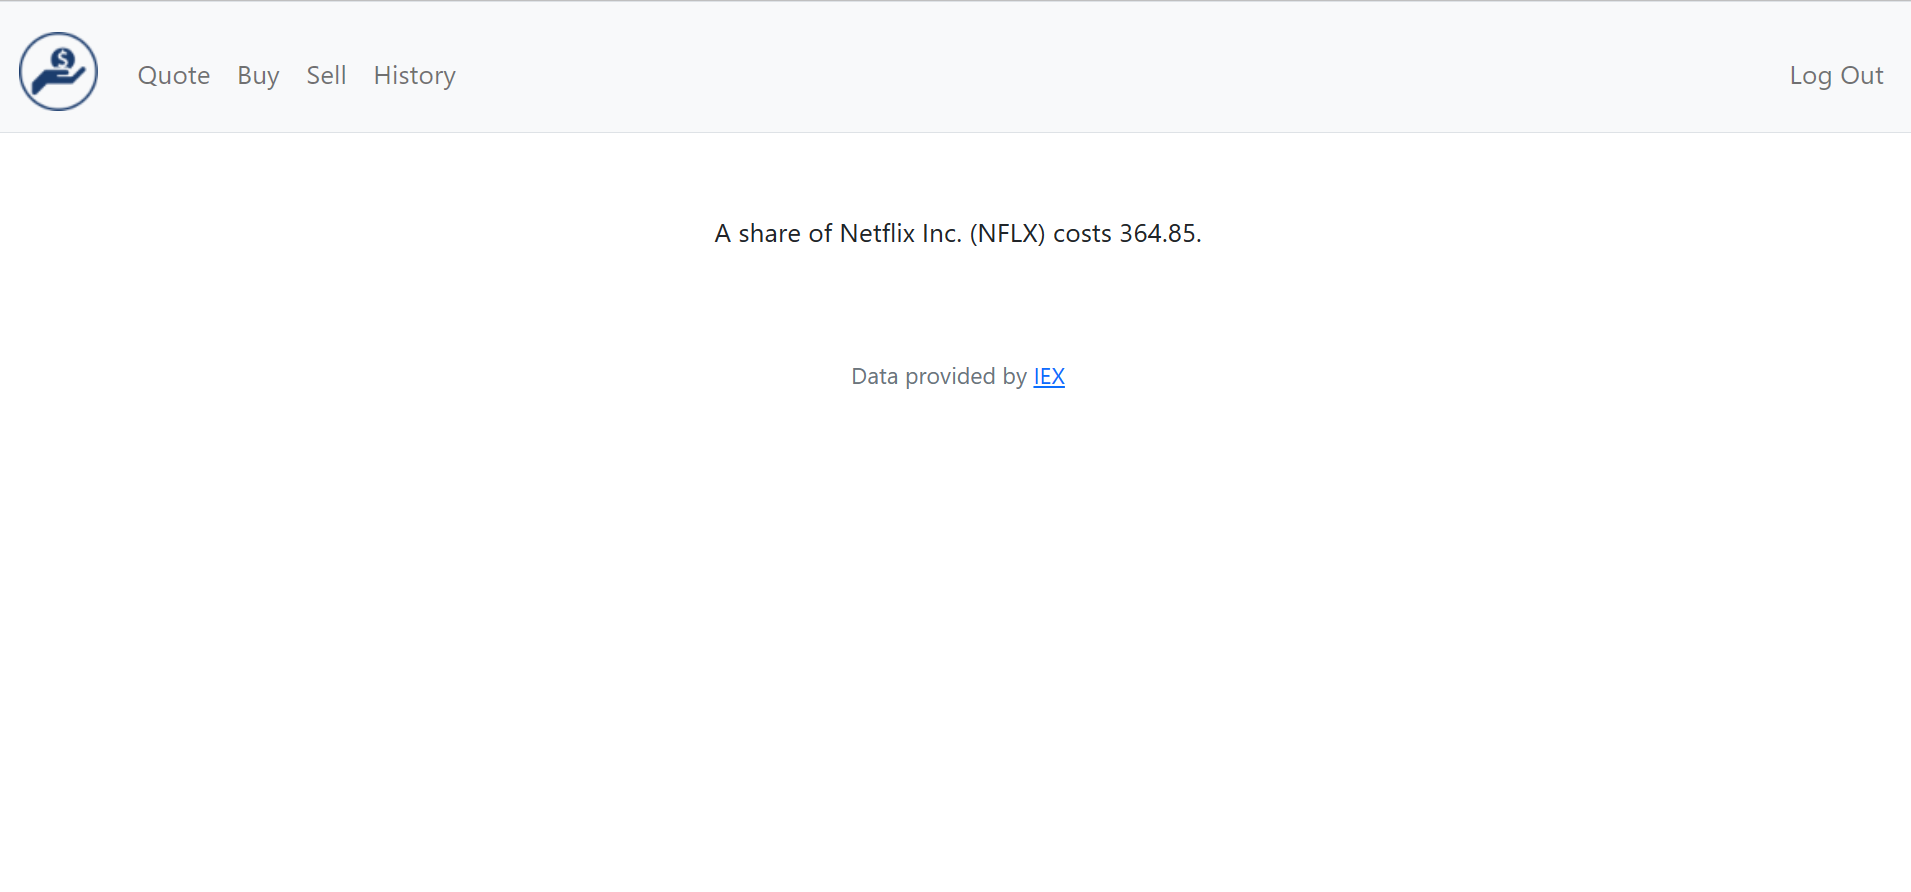 $
Quote Buy Sell History Log Out
A share of Netflix Inc. (NFLX) costs 364.85.
Data provided by IEX